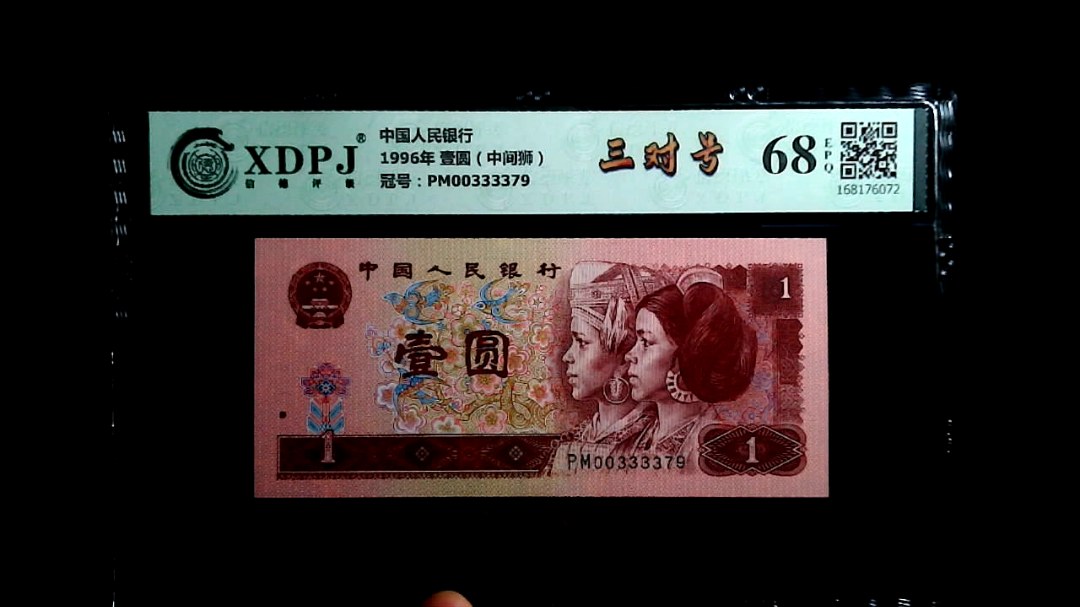 XDPJ®
信德评级
中国人民银行
1996年 壹圆（中间狮）
冠号：PM00333379
三对号
68
EPQ
168176072
中国人民银行
1
壹圆
1
PM00333379
1